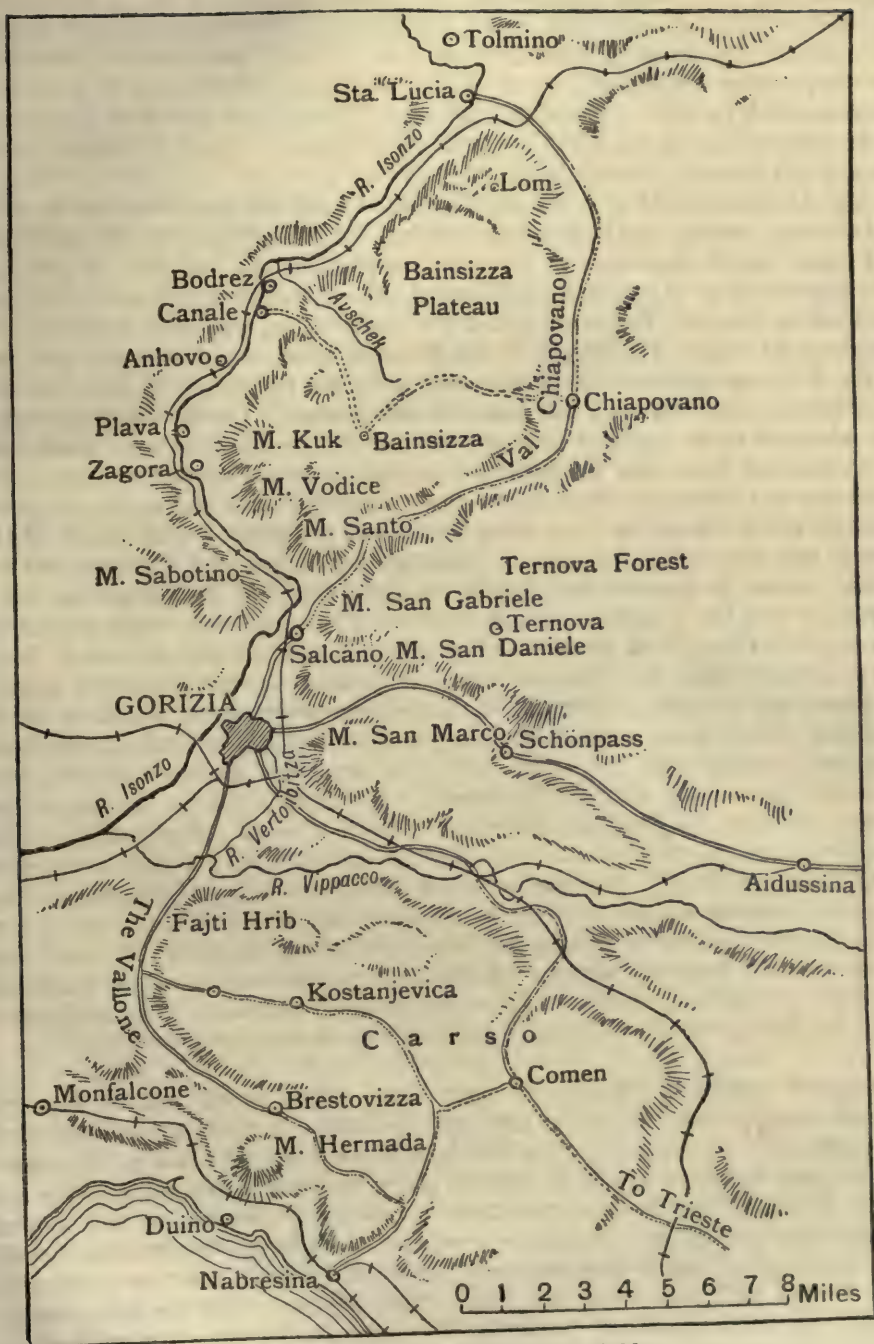 Tolmino
Sta. Lucia
R. Isonzo
Lom
Bodrez
Bainsizza
Plateau
Canale
Auschek
Val Chiapovano
Anhovo
Chiapovano
Plava
M. Kuk
Bainsizza
Zagora
M. Vodice
M. Santo
M. Sabotino
Ternova Forest
M. San Gabriele
Ternova
Salcano
M. San Daniele
GORIZIA
M. San Marco
Schönpass
R. Isonzo
R. Vertoibitza
R. Vippacco
Aidussina
The Vallone
Fajti Hrib
Kostanjevica
Carso
Comen
Monfalcone
Brestovizza
M. Hermada
To Trieste
Duino
Nabresina
0 1 2 3 4 5 6 7 8 Miles